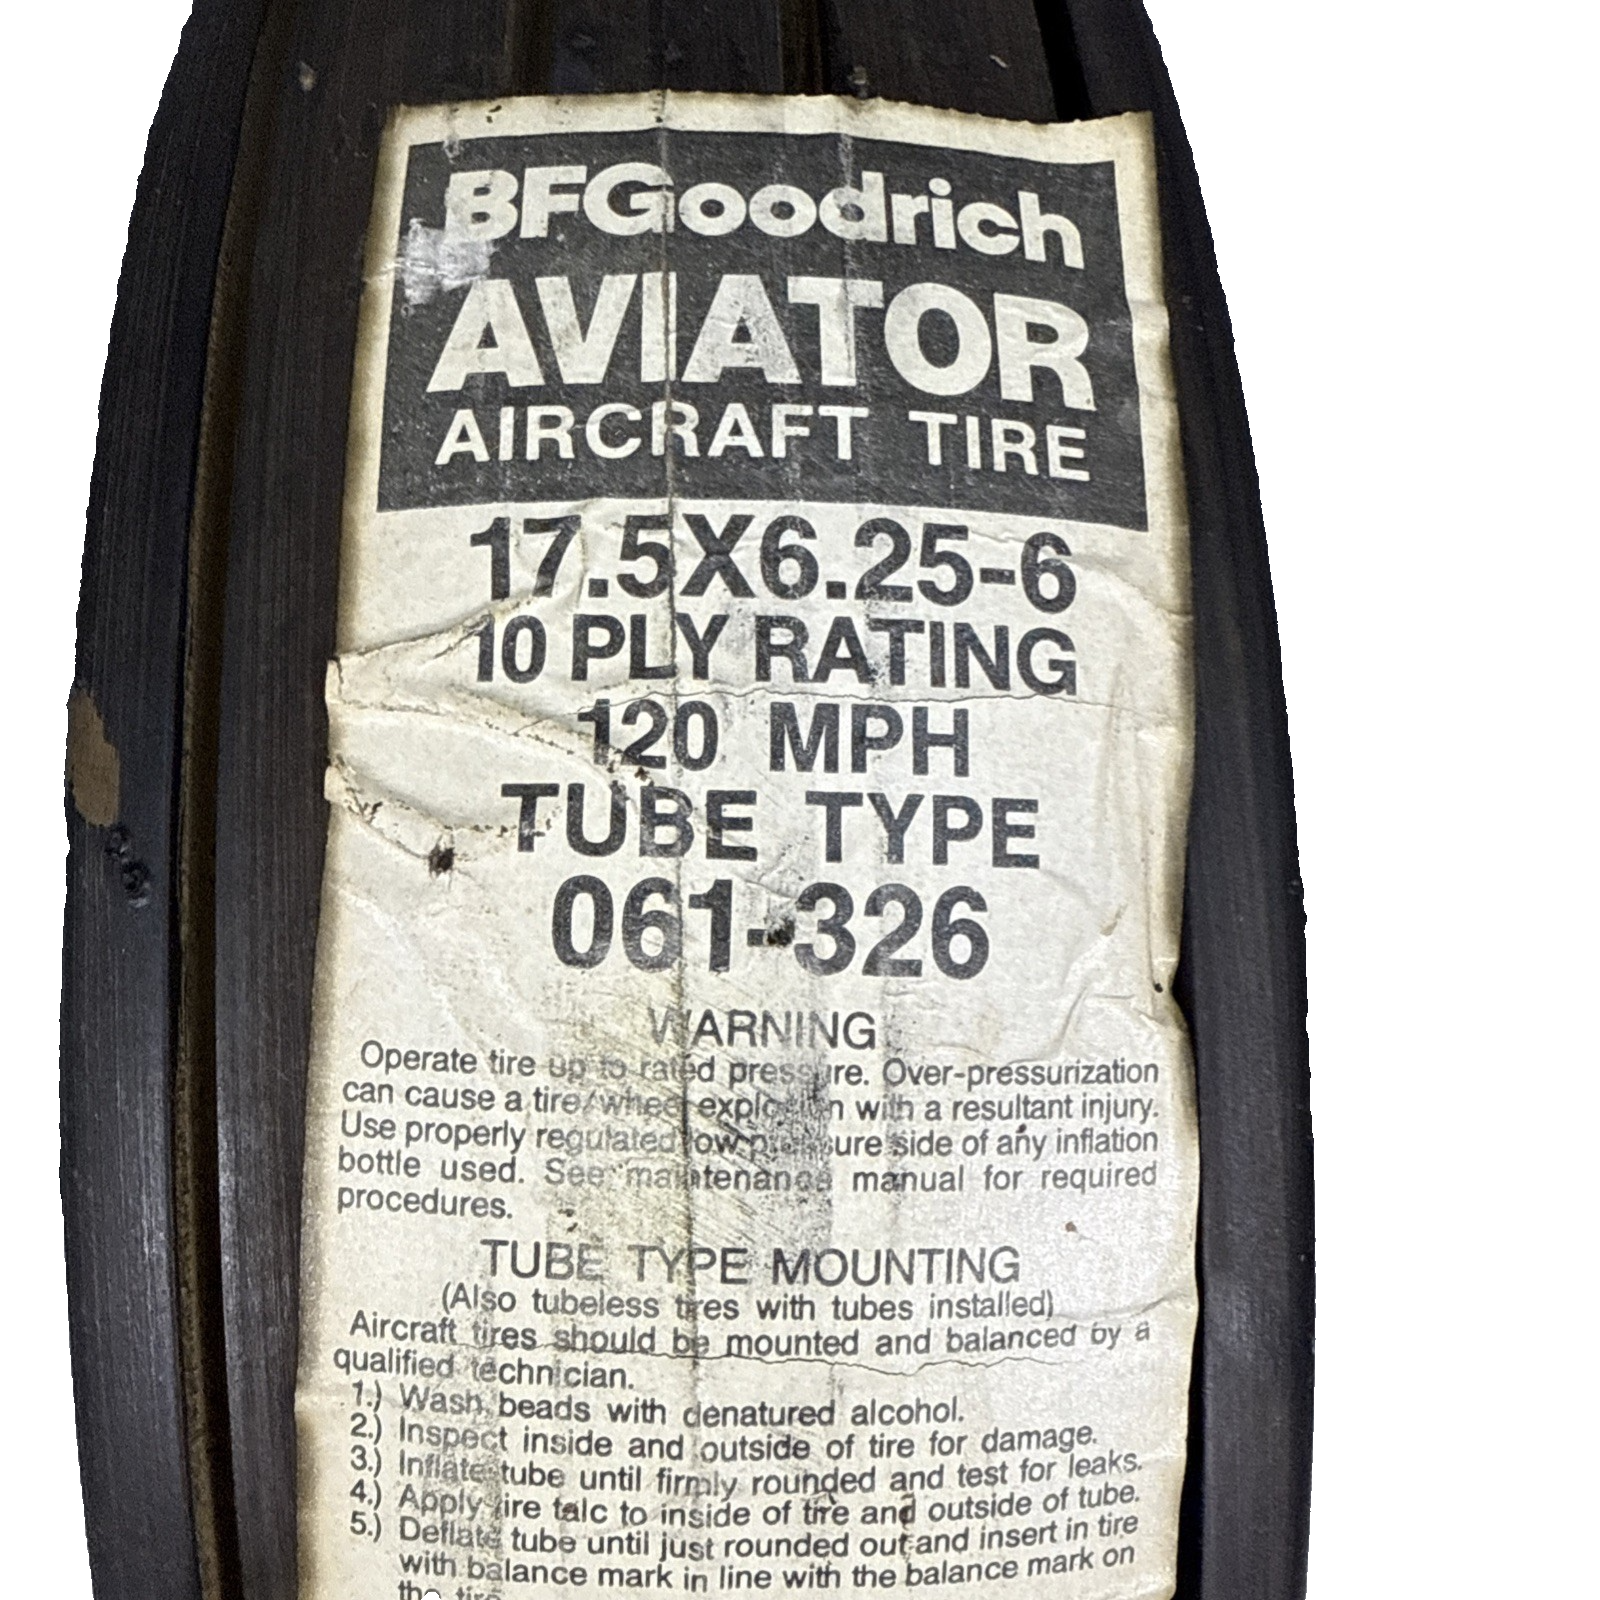 BFGoodrich
AVIATOR
AIRCRAFT TIRE
17.5X6.25-6
10 PLY RATING
120 MPH
TUBE TYPE
061-326
WARNING
Operate tire up to rated pressure. Over-pressurization
can cause a tire/wheel explosion with a resultant injury.
Use properly regulated low pressure side of any inflation
bottle used. See maintenance manual for required
procedures.
TUBE TYPE MOUNTING
(Also tubeless tires with tubes installed)
Aircraft tires should be mounted and balanced by a
qualified technician.
1.) Wash beads with denatured alcohol.
2.) Inspect inside and outside of tire for damage.
3.) Inflate tube until firmly rounded and test for leaks.
4.) Apply tire talc to inside of tire and outside of tube.
5.) Deflate tube until just rounded out and insert in tire
with balance mark in line with the balance mark on
the tire